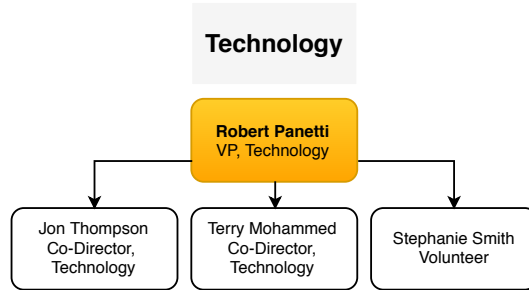 Technology
Robert Panetti
VP, Technology
Jon Thompson
Co-Director,
Technology
Terry Mohammed
Co-Director,
Technology
Stephanie Smith
Volunteer